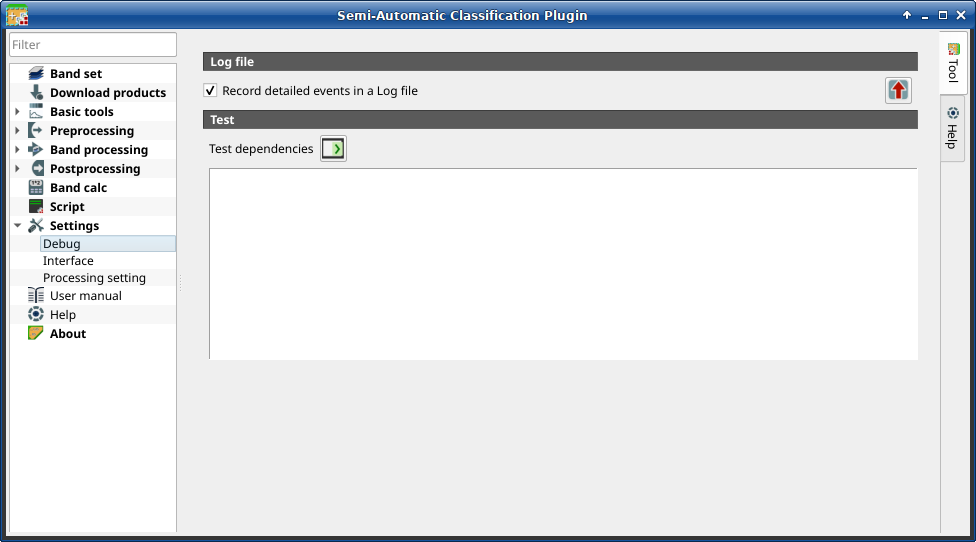 Semi-Automatic Classification Plugin
Filter
Band set
Download products
Basic tools
Preprocessing
Band processing
Postprocessing
Band calc
Script
Settings
Debug
Interface
Processing setting
User manual
Help
About
Log file
Record detailed events in a Log file
Test
Test dependencies
Tool
Help